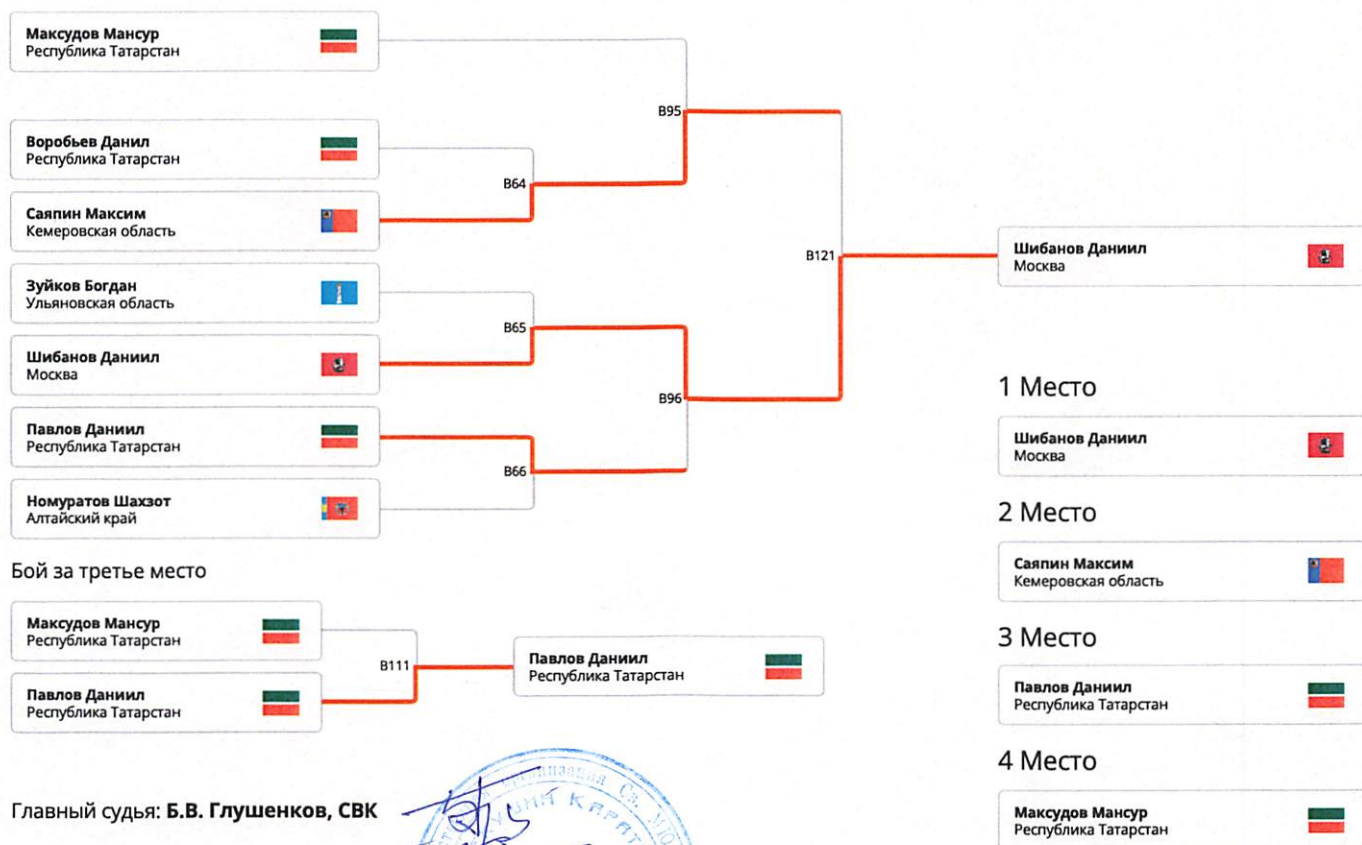 Максудов Мансур
Республика Татарстан
B95
Воробьев Данил
Республика Татарстан
B64
Саяпин Максим
Кемеровская область
B121
Шибанов Даниил
Москва
Зуйков Богдан
Ульяновская область
B65
Шибанов Даниил
Москва
B96
Павлов Даниил
Республика Татарстан
B66
Номуратов Шахзот
Алтайский край
1 Место
Шибанов Даниил
Москва
2 Место
Саяпин Максим
Кемеровская область
3 Место
Павлов Даниил
Республика Татарстан
4 Место
Максудов Мансур
Республика Татарстан
Бой за третье место
Максудов Мансур
Республика Татарстан
B111
Павлов Даниил
Республика Татарстан
Павлов Даниил
Республика Татарстан
Главный судья: Б.В. Глушенков, СВК